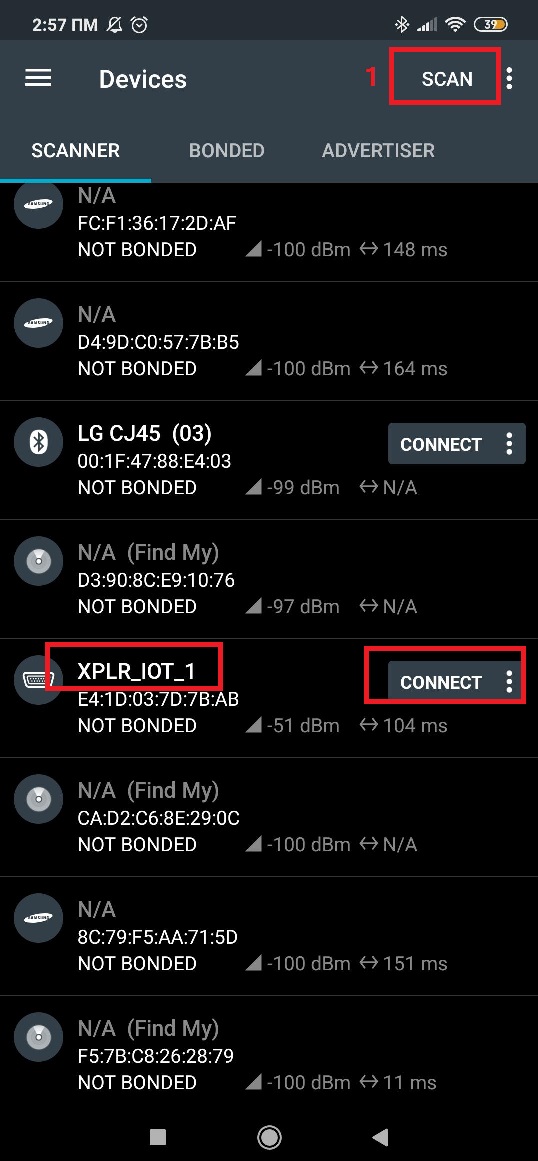 2:57 ПМ 39
Devices 1 SCAN
SCANNER BONDED ADVERTISER
N/A
SAMSUNG
FC:F1:36:17:2D:AF
NOT BONDED -100 dBm 148 ms
N/A
SAMSUNG
D4:9D:C0:57:7B:B5
NOT BONDED -100 dBm 164 ms
LG CJ45 (03)
CONNECT
00:1F:47:88:E4:03
NOT BONDED -99 dBm N/A
N/A (Find My)
D3:90:8C:E9:10:76
NOT BONDED -97 dBm N/A
XPLR_IOT_1
CONNECT
E4:1D:03:7D:7B:AB
NOT BONDED -51 dBm 104 ms
N/A (Find My)
CA:D2:C6:8E:29:0C
NOT BONDED -100 dBm N/A
N/A
SAMSUNG
8C:79:F5:AA:71:5D
NOT BONDED -100 dBm 151 ms
N/A (Find My)
F5:7B:C8:26:28:79
NOT BONDED -100 dBm 11 ms